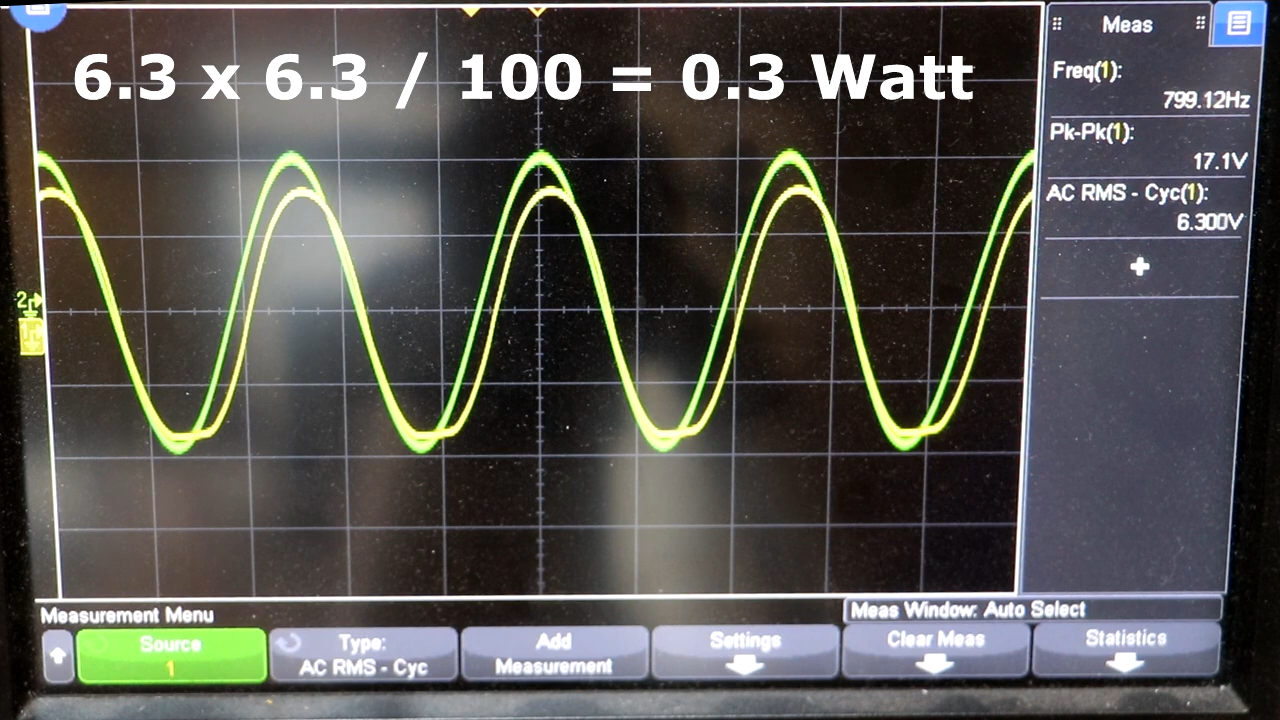 6.3 x 6.3 / 100 = 0.3 Watt
Meas
Freq(1):
799.12Hz
Pk-Pk(1):
17.1V
AC RMS - Cyc(1):
6.300V
2
Measurement Menu
Meas Window: Auto Select
Source
1
Type:
AC RMS - Cyc
Add
Measurement
Settings
Clear Meas
Statistics